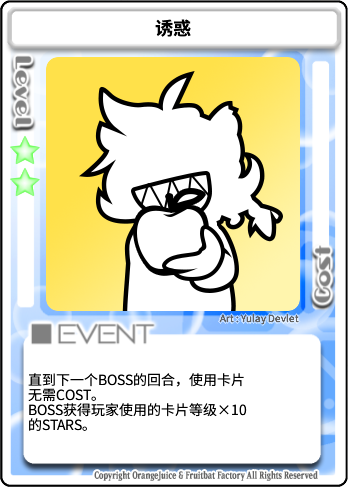 诱惑
Level
Cost
Art : Yulay Devlet
EVENT
直到下一个BOSS的回合，使用卡片
无需COST。
BOSS获得玩家使用的卡片等级×10
的STARS。
Copyright OrangeJuice & Fruitbat Factory All Rights Reserved